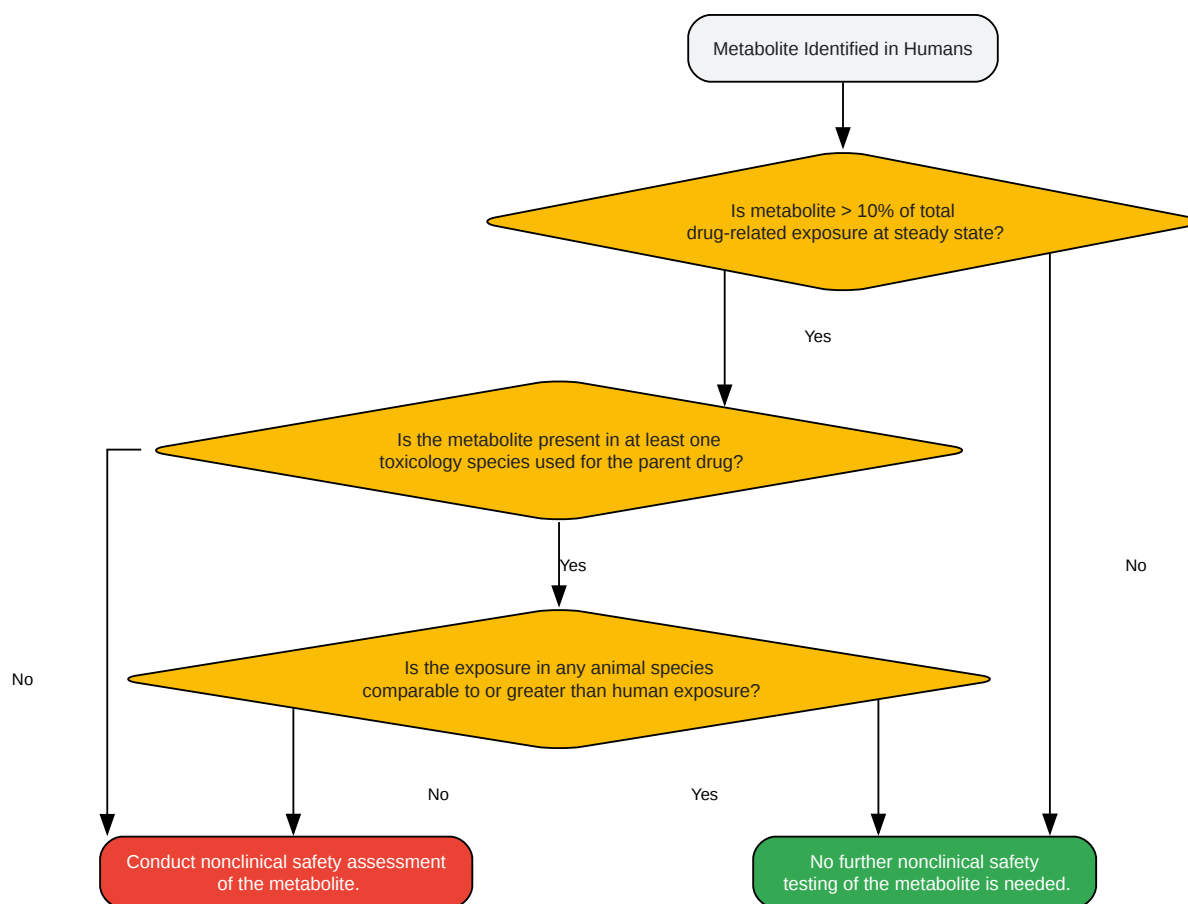 Metabolite Identified in Humans
Is metabolite > 10% of total
drug-related exposure at steady state?
Yes
Is the metabolite present in at least one
toxicology species used for the parent drug?
Yes
No
Is the exposure in any animal species
comparable to or greater than human exposure?
No
No
Yes
Conduct nonclinical safety assessment
of the metabolite.
No further nonclinical safety
testing of the metabolite is needed.